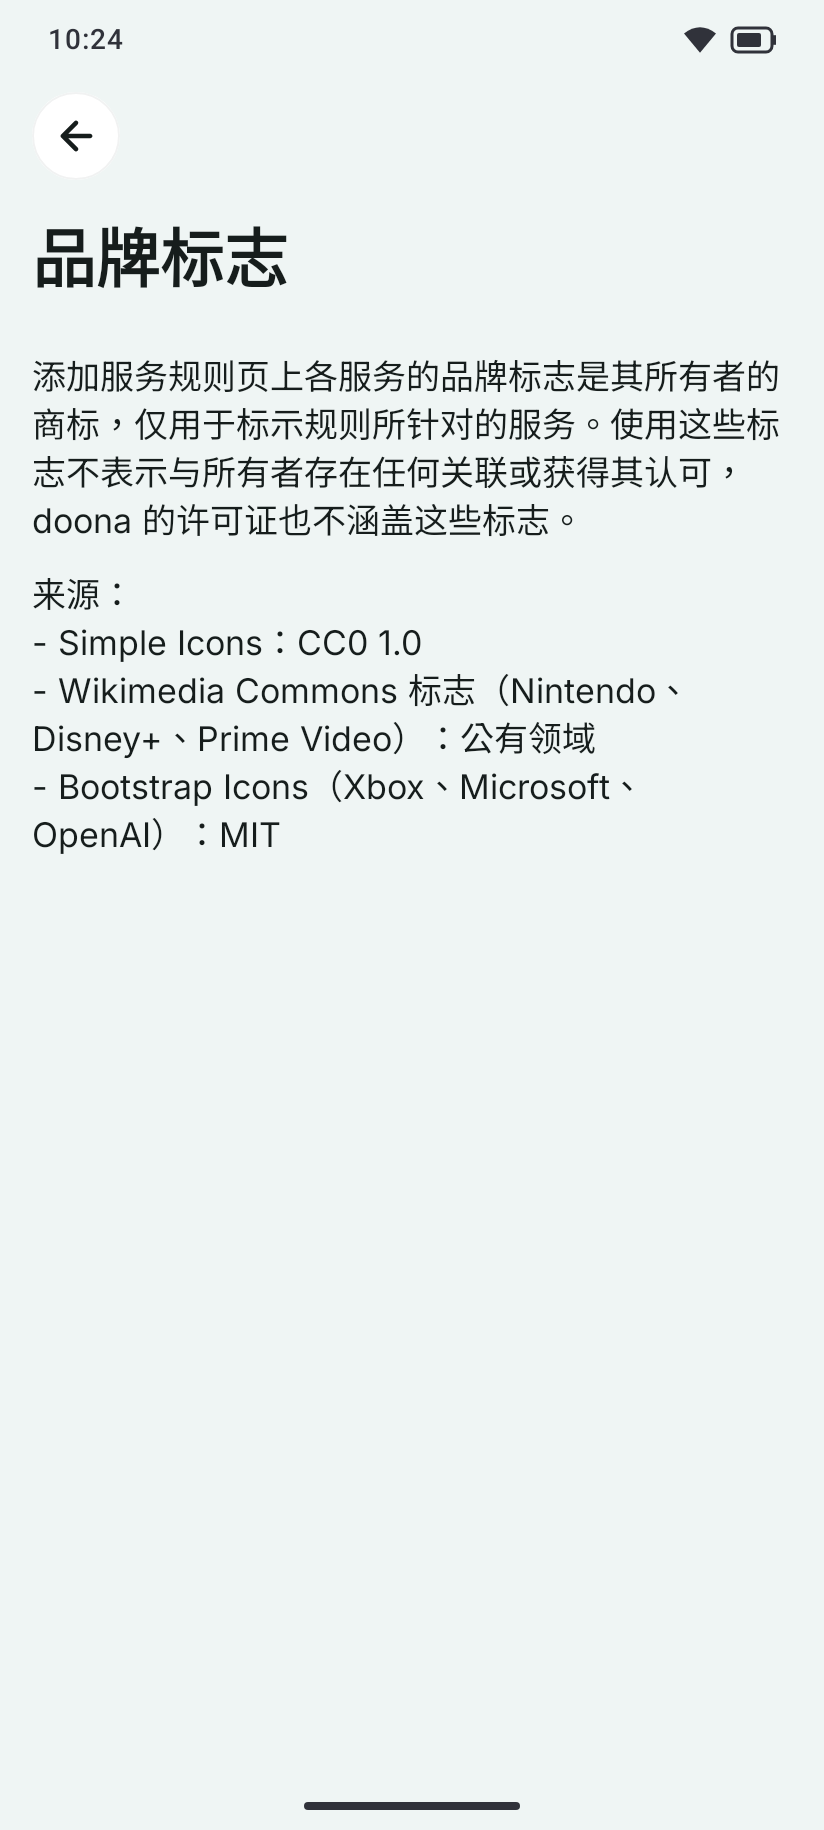 10:24
品牌标志
添加服务规则页上各服务的品牌标志是其所有者的
商标，仅用于标示规则所针对的服务。使用这些标
志不表示与所有者存在任何关联或获得其认可，
doona 的许可证也不涵盖这些标志。
来源：
- Simple Icons：CC0 1.0
- Wikimedia Commons 标志（Nintendo、
Disney+、Prime Video）：公有领域
- Bootstrap Icons（Xbox、Microsoft、
OpenAI）：MIT